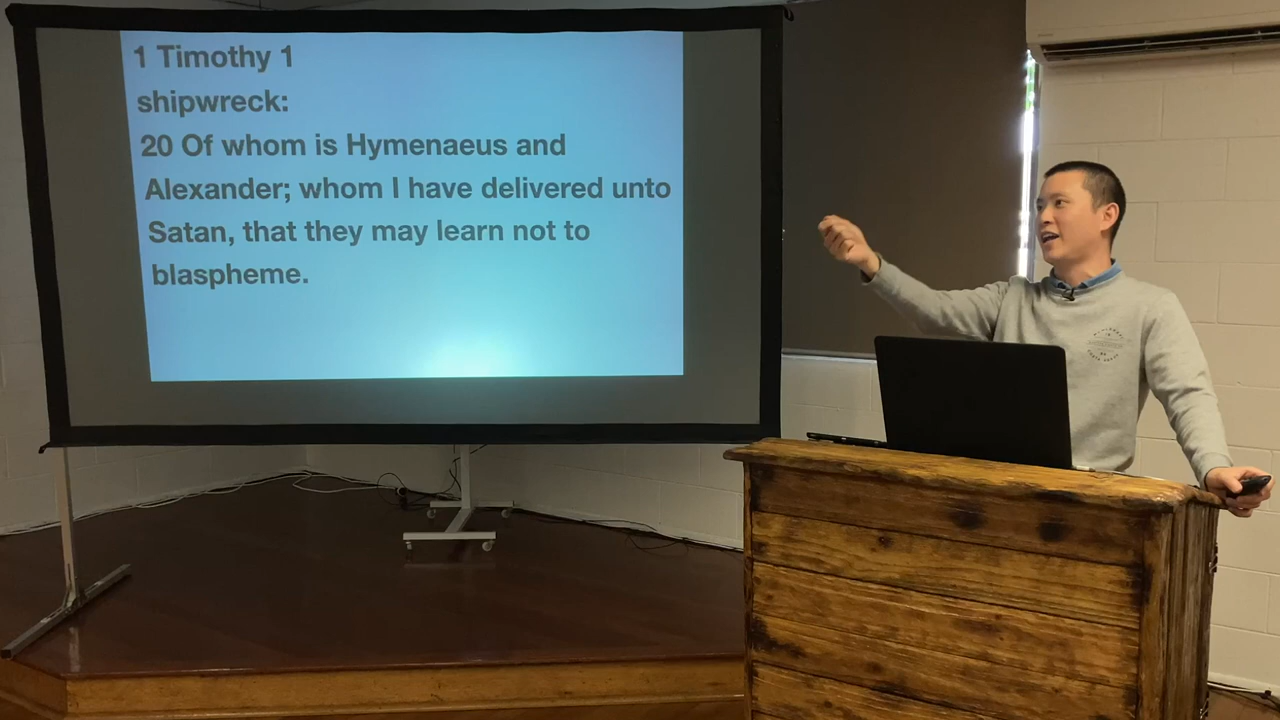 1 Timothy 1
shipwreck:
20 Of whom is Hymenaeus and
Alexander; whom I have delivered unto
Satan, that they may learn not to
blaspheme.